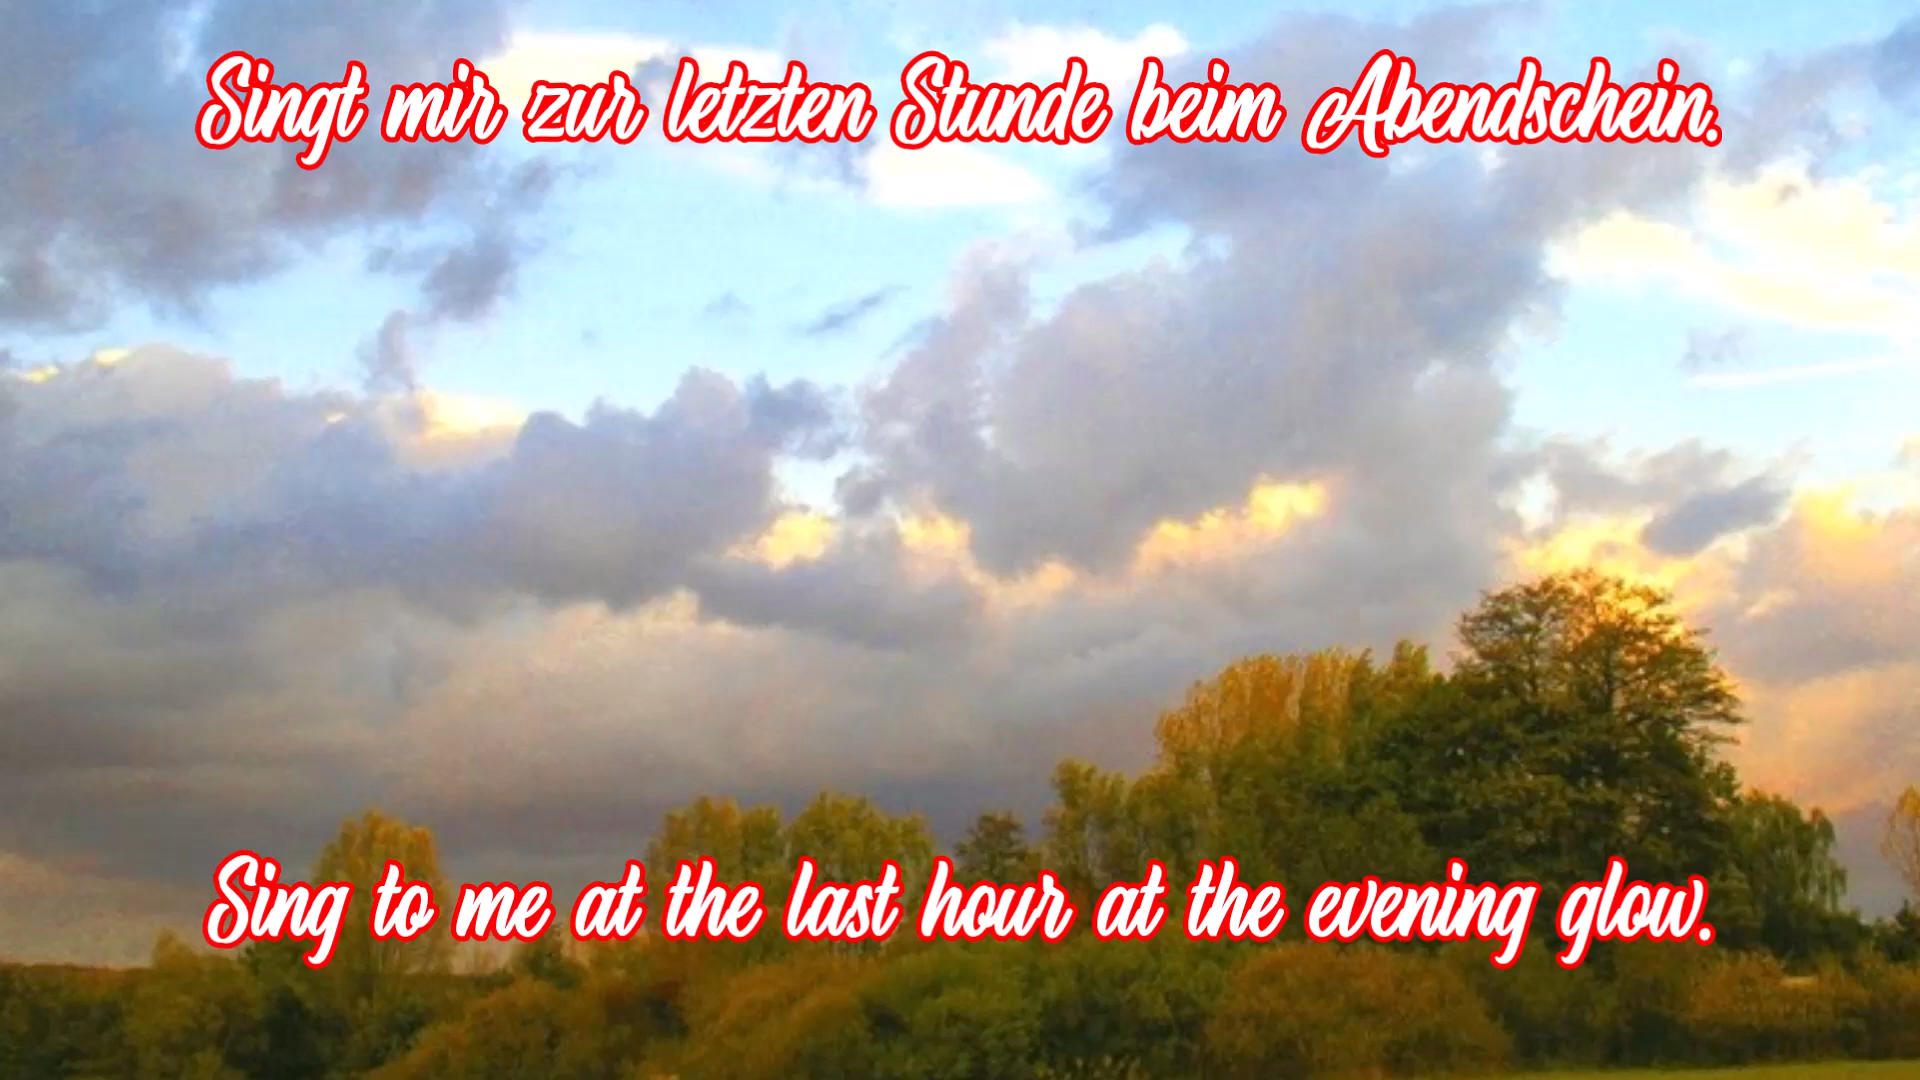 Singt mir zur letzten Stunde beim Abendschein.
Sing to me at the last hour at the evening glow.